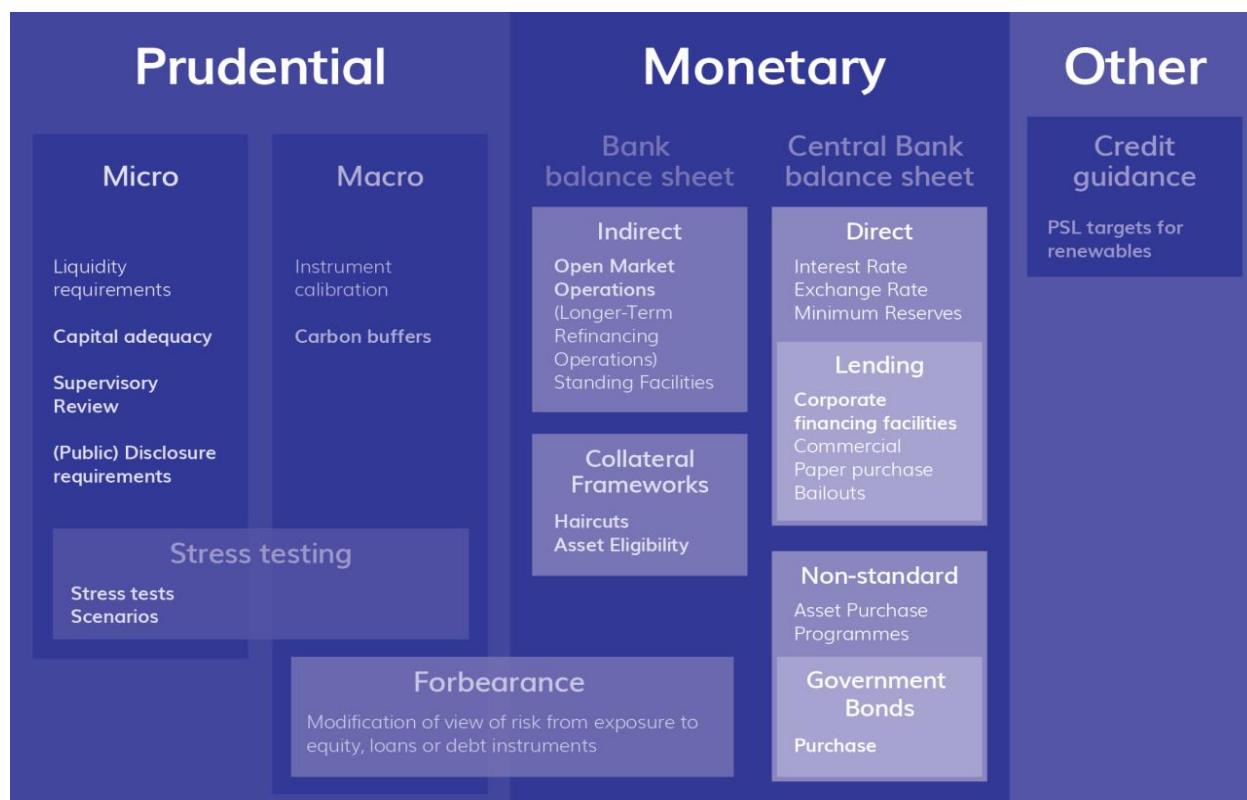 Prudential
Micro
Liquidity
requirements
Capital adequacy
Supervisory
Review
(Public) Disclosure
requirements
Macro
Instrument
calibration
Carbon buffers
Stress testing
Stress tests
Scenarios
Forbearance
Modification of view of risk from exposure to
equity, loans or debt instruments
Monetary
Bank
balance sheet
Indirect
Open Market
Operations
(Longer-Term
Refinancing
Operations)
Standing Facilities
Collateral
Frameworks
Haircuts
Asset Eligibility
Central Bank
balance sheet
Direct
Interest Rate
Exchange Rate
Minimum Reserves
Lending
Corporate
financing facilities
Commercial
Paper purchase
Bailouts
Non-standard
Asset Purchase
Programmes
Government
Bonds
Purchase
Other
Credit
guidance
PSL targets for
renewables